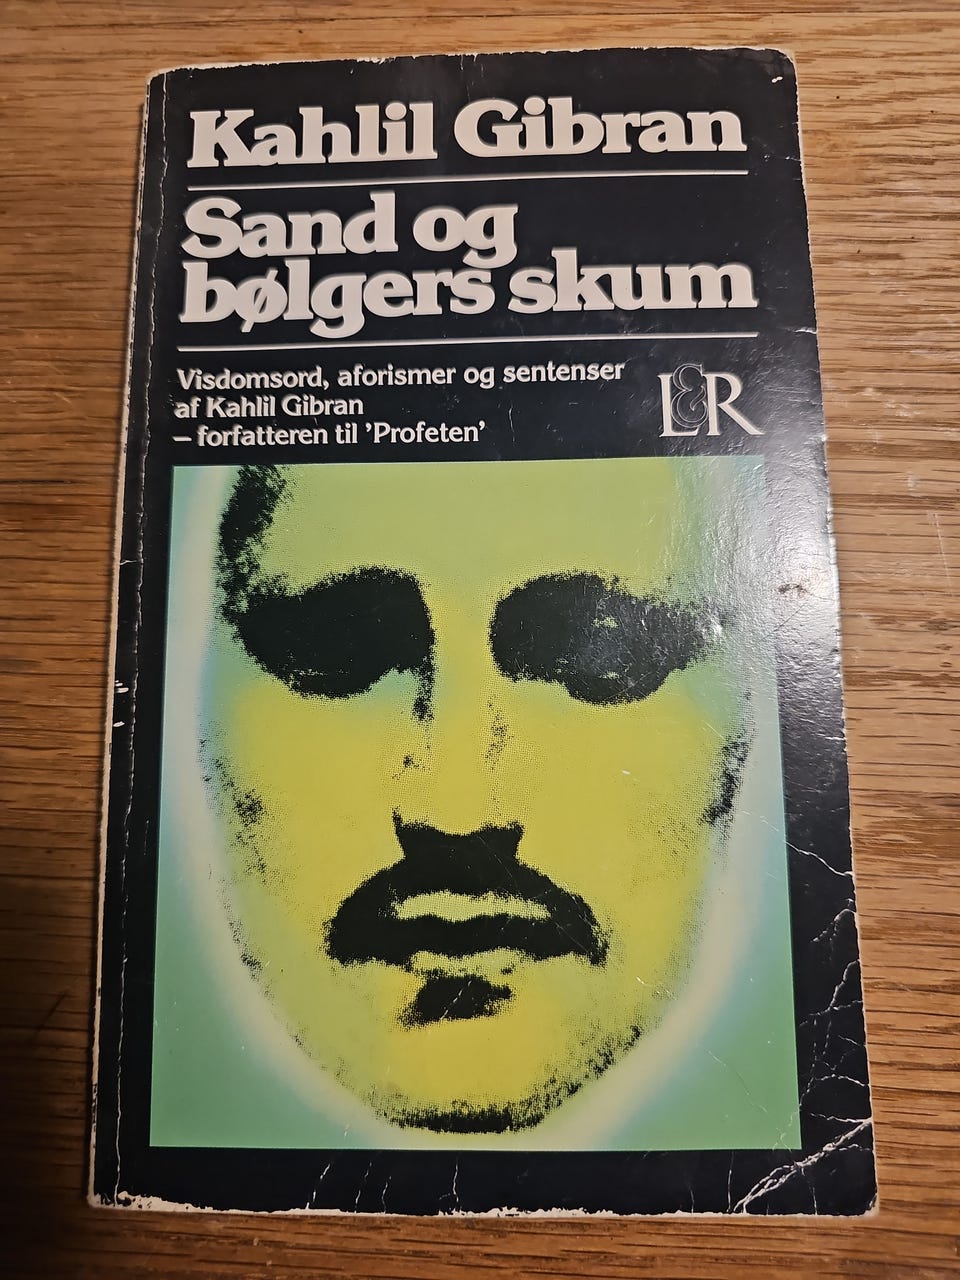 Kahlil Gibran
Sand og
bølgers skum
Visdomsord, aforismer og sentenser
af Kahlil Gibran
– forfatteren til 'Profeten'
L&R